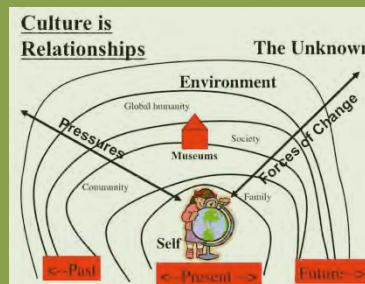 Culture is
Relationships
The Unknown
Environment
Global humanity
Pressures
Forces of Change
Society
Museums
Community
Family
Self
<--Past
<--Present -->
Future-->